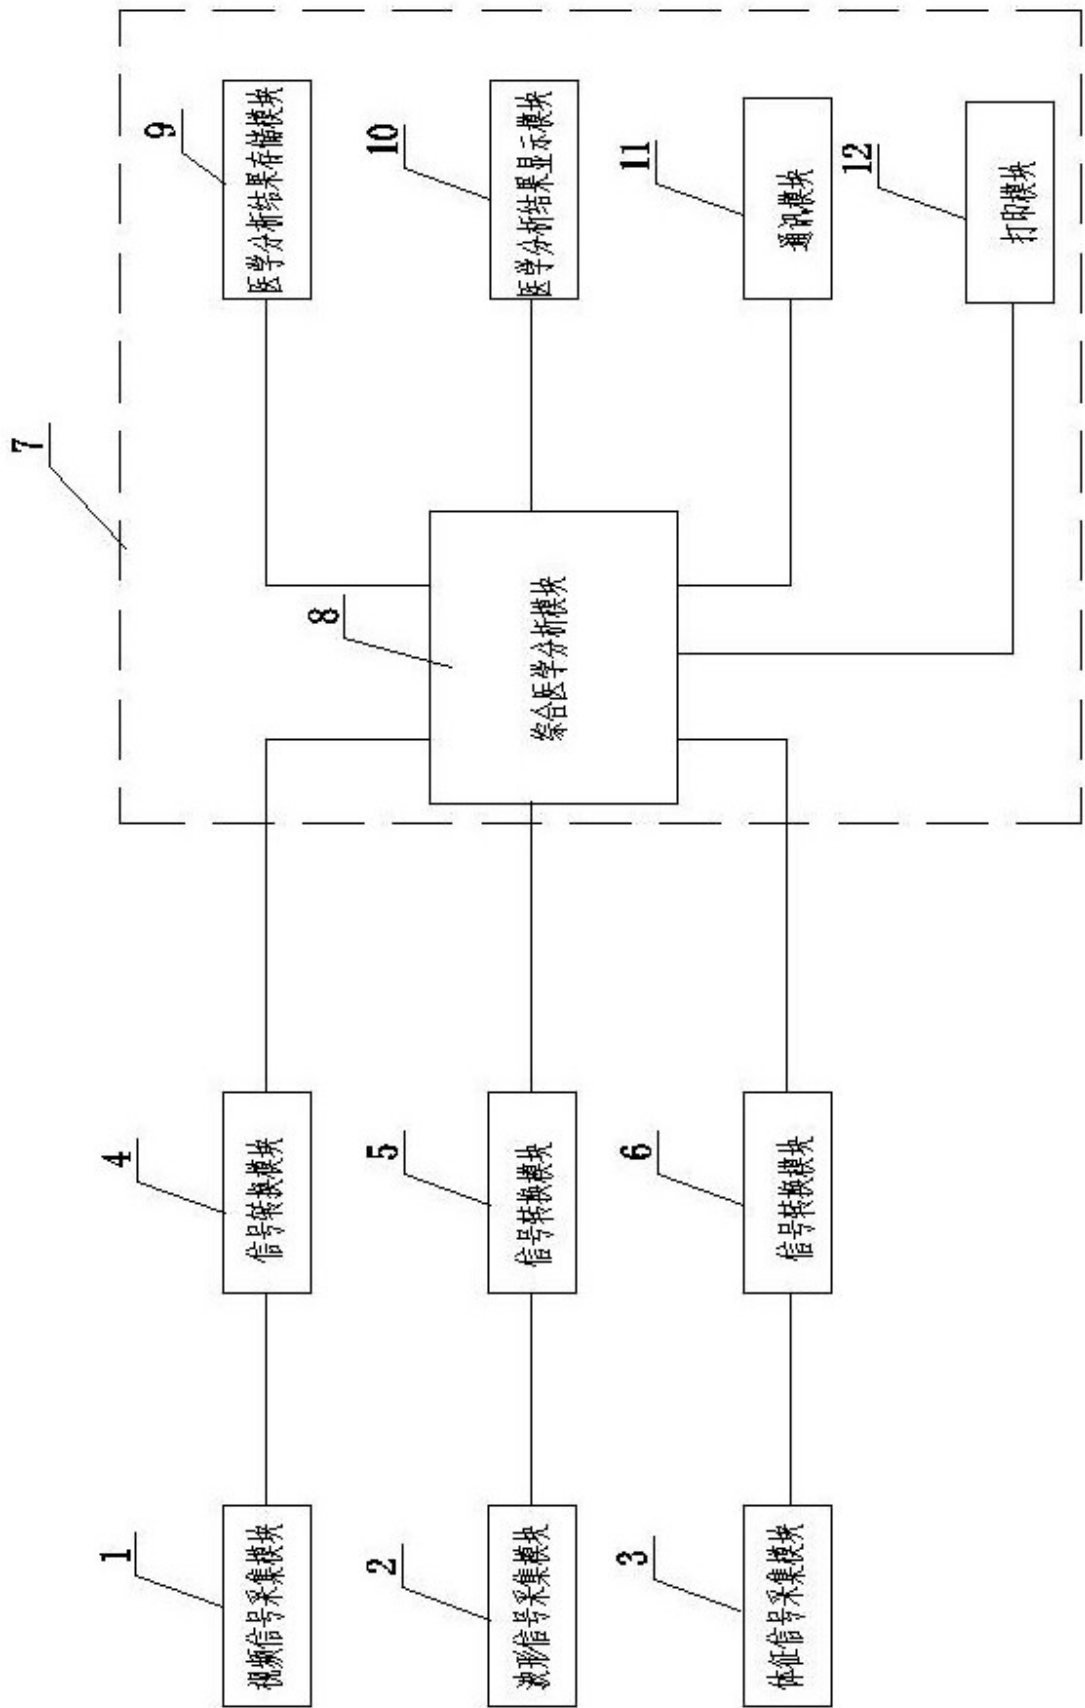 1
视频信号采集模块
2
波形信号采集模块
3
体征信号采集模块
4
信号转换模块
5
信号转换模块
6
信号转换模块
7
8
综合医学分析模块
9
医学分析结果存储模块
10
医学分析结果显示模块
11
通讯模块
12
打印模块